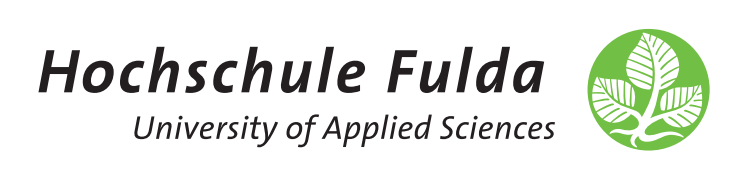 Hochschule Fulda
University of Applied Sciences